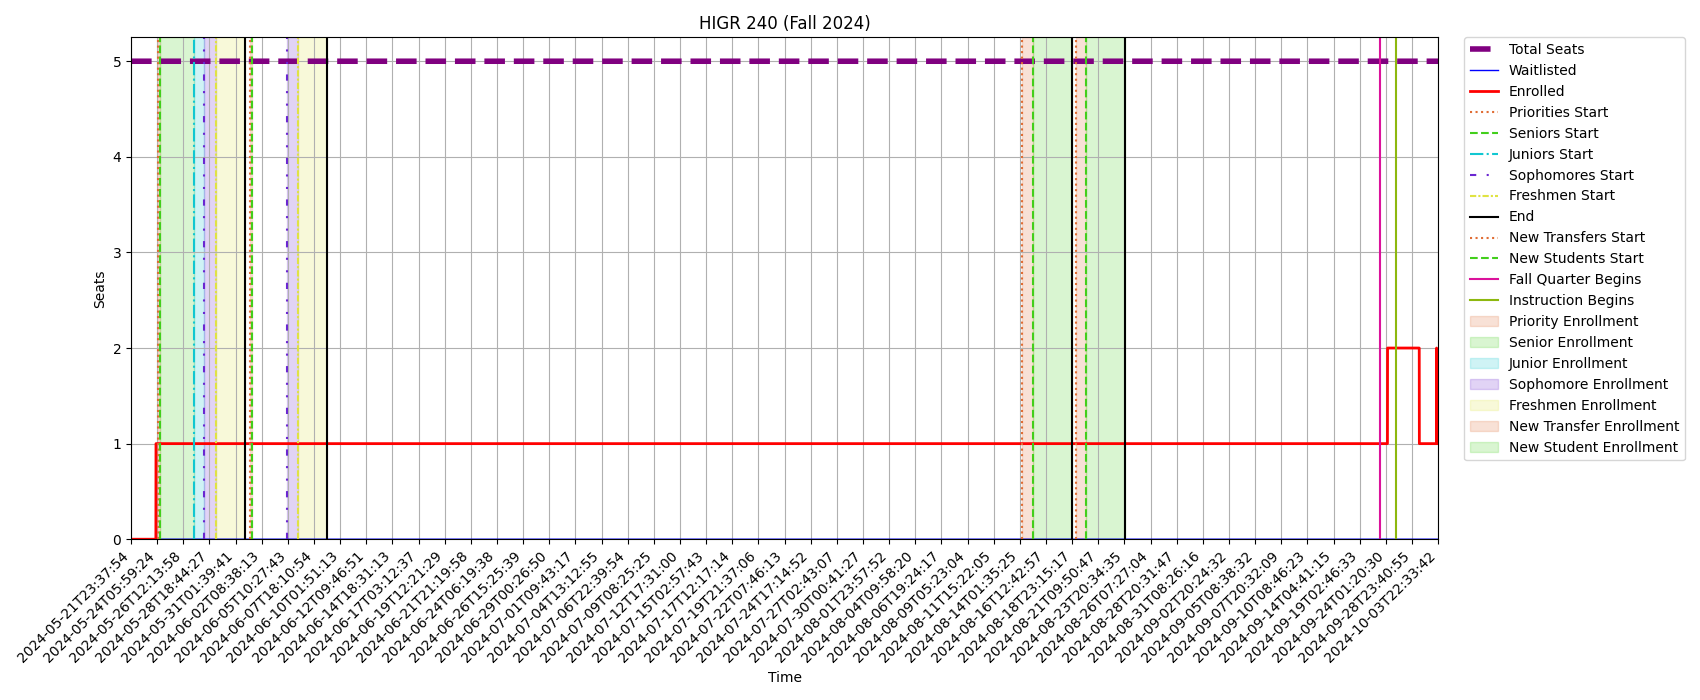 HIGR 240 (Fall 2024)
Seats
5
4
3
2
1
0
2024-05-21T23:37:54
2024-05-24T05:59:24
2024-05-26T12:13:58
2024-05-28T18:44:27
2024-05-31T01:39:41
2024-06-02T08:38:13
2024-06-05T10:27:43
2024-06-07T18:10:54
2024-06-10T01:51:13
2024-06-12T09:46:51
2024-06-14T18:31:13
2024-06-17T03:12:37
2024-06-19T12:21:29
2024-06-21T21:19:58
2024-06-24T06:19:38
2024-06-26T15:25:39
2024-06-29T00:26:50
2024-07-01T09:43:17
2024-07-04T13:12:55
2024-07-06T22:39:54
2024-07-09T08:25:25
2024-07-12T17:31:00
2024-07-15T02:57:43
2024-07-17T12:17:14
2024-07-19T21:37:06
2024-07-22T07:46:13
2024-07-24T17:14:52
2024-07-27T02:43:07
2024-07-30T00:41:27
2024-08-01T23:57:52
2024-08-04T09:58:20
2024-08-06T19:24:17
2024-08-09T05:23:04
2024-08-11T15:22:05
2024-08-14T01:35:25
2024-08-16T12:42:57
2024-08-18T23:15:17
2024-08-21T09:50:47
2024-08-23T20:34:35
2024-08-26T07:27:04
2024-08-28T20:31:47
2024-08-31T08:26:16
2024-09-02T20:24:32
2024-09-05T08:38:32
2024-09-07T20:32:09
2024-09-10T08:46:23
2024-09-14T04:41:15
2024-09-19T02:46:33
2024-09-24T01:20:30
2024-09-28T23:40:55
2024-10-03T22:33:42
Time
Total Seats
Waitlisted
Enrolled
Priorities Start
Seniors Start
Juniors Start
Sophomores Start
Freshmen Start
End
New Transfers Start
New Students Start
Fall Quarter Begins
Instruction Begins
Priority Enrollment
Senior Enrollment
Junior Enrollment
Sophomore Enrollment
Freshmen Enrollment
New Transfer Enrollment
New Student Enrollment